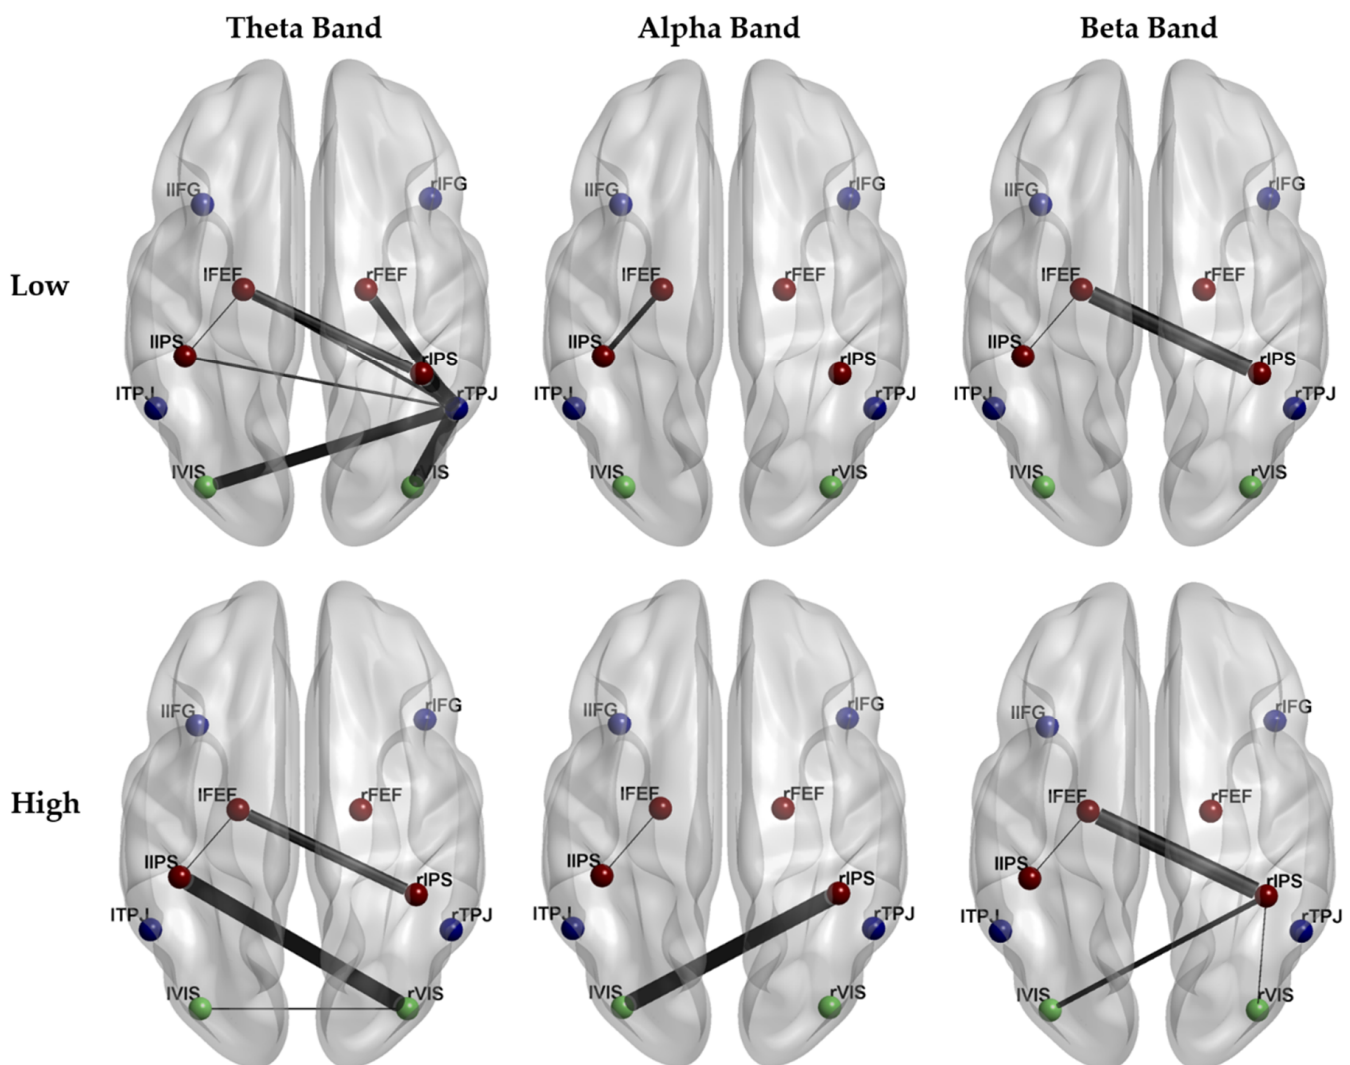 Theta Band
Alpha Band
Beta Band
Low
lIFG
rIFG
lFEF
rFEF
lIPS
rIPS
lTPJ
rTPJ
lVIS
rVIS
lIFG
rIFG
lFEF
rFEF
lIPS
rIPS
lTPJ
rTPJ
lVIS
rVIS
lIFG
rIFG
lFEF
rFEF
lIPS
rIPS
lTPJ
rTPJ
lVIS
rVIS
High
lIFG
rIFG
lFEF
rFEF
lIPS
rIPS
lTPJ
rTPJ
lVIS
rVIS
lIFG
rIFG
lFEF
rFEF
lIPS
rIPS
lTPJ
rTPJ
lVIS
rVIS
lIFG
rIFG
lFEF
rFEF
lIPS
rIPS
lTPJ
rTPJ
lVIS
rVIS